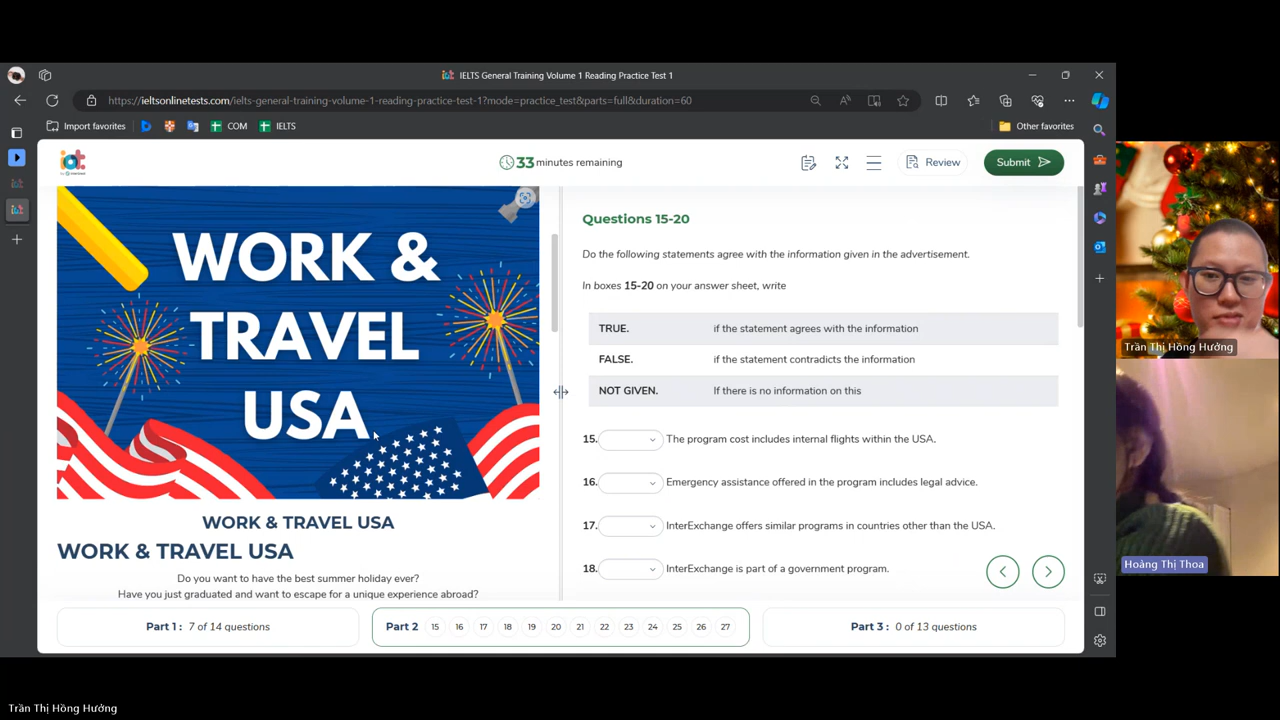 IELTS General Training Volume 1 Reading Practice Test 1
https://ieltsonlinetests.com/ielts-general-training-volume-1-reading-practice-test-1?mode=practice_test&parts=full&duration=60
Import favorites
COM
IELTS
Other favorites
iot
33 minutes remaining
Review
Submit
WORK &
TRAVEL
USA
WORK & TRAVEL USA
WORK & TRAVEL USA
Do you want to have the best summer holiday ever?
Have you just graduated and want to escape for a unique experience abroad?
Questions 15-20
Do the following statements agree with the information given in the advertisement.
In boxes 15-20 on your answer sheet, write
TRUE. if the statement agrees with the information
FALSE. if the statement contradicts the information
NOT GIVEN. If there is no information on this
15. The program cost includes internal flights within the USA.
16. Emergency assistance offered in the program includes legal advice.
17. InterExchange offers similar programs in countries other than the USA.
18. InterExchange is part of a government program.
Part 1 : 7 of 14 questions
Part 2 15 16 17 18 19 20 21 22 23 24 25 26 27
Part 3 : 0 of 13 questions
Trần Thị Hồng Hưởng
Hoàng Thị Thoa
Trần Thị Hồng Hưởng